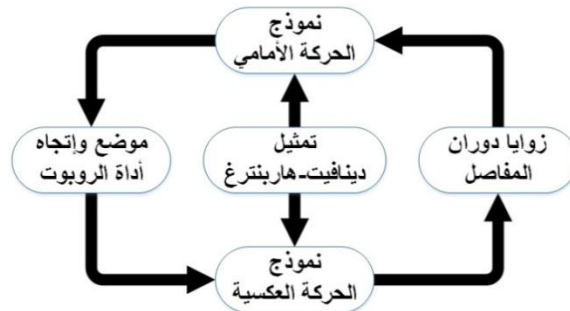 نموذج
الحركة الأمامي
زوايا دوران
المفاصل
تمثيل
دينافيت-هاربنترغ
موضع وإتجاه
أداة الروبوت
نموذج
الحركة العكسية